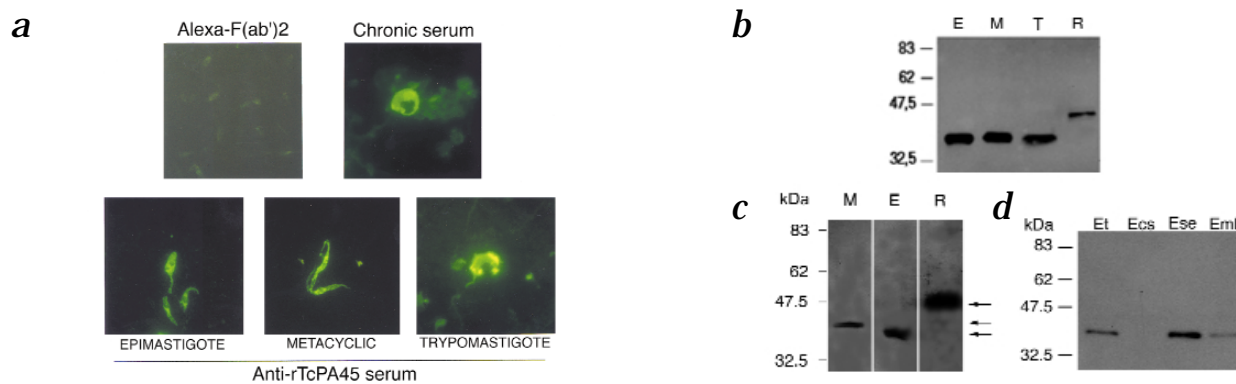 a
Alexa-F(ab')2
Chronic serum
EPIMASTIGOTE
METACYCLIC
TRYPOMASTIGOTE
Anti-rTcPA45 serum
b
E M T R
83
62
47,5
32,5
c
kDa M E R
83
62
47.5
32.5
d
kDa Et Ecs Ese
83
62
47.5
32.5